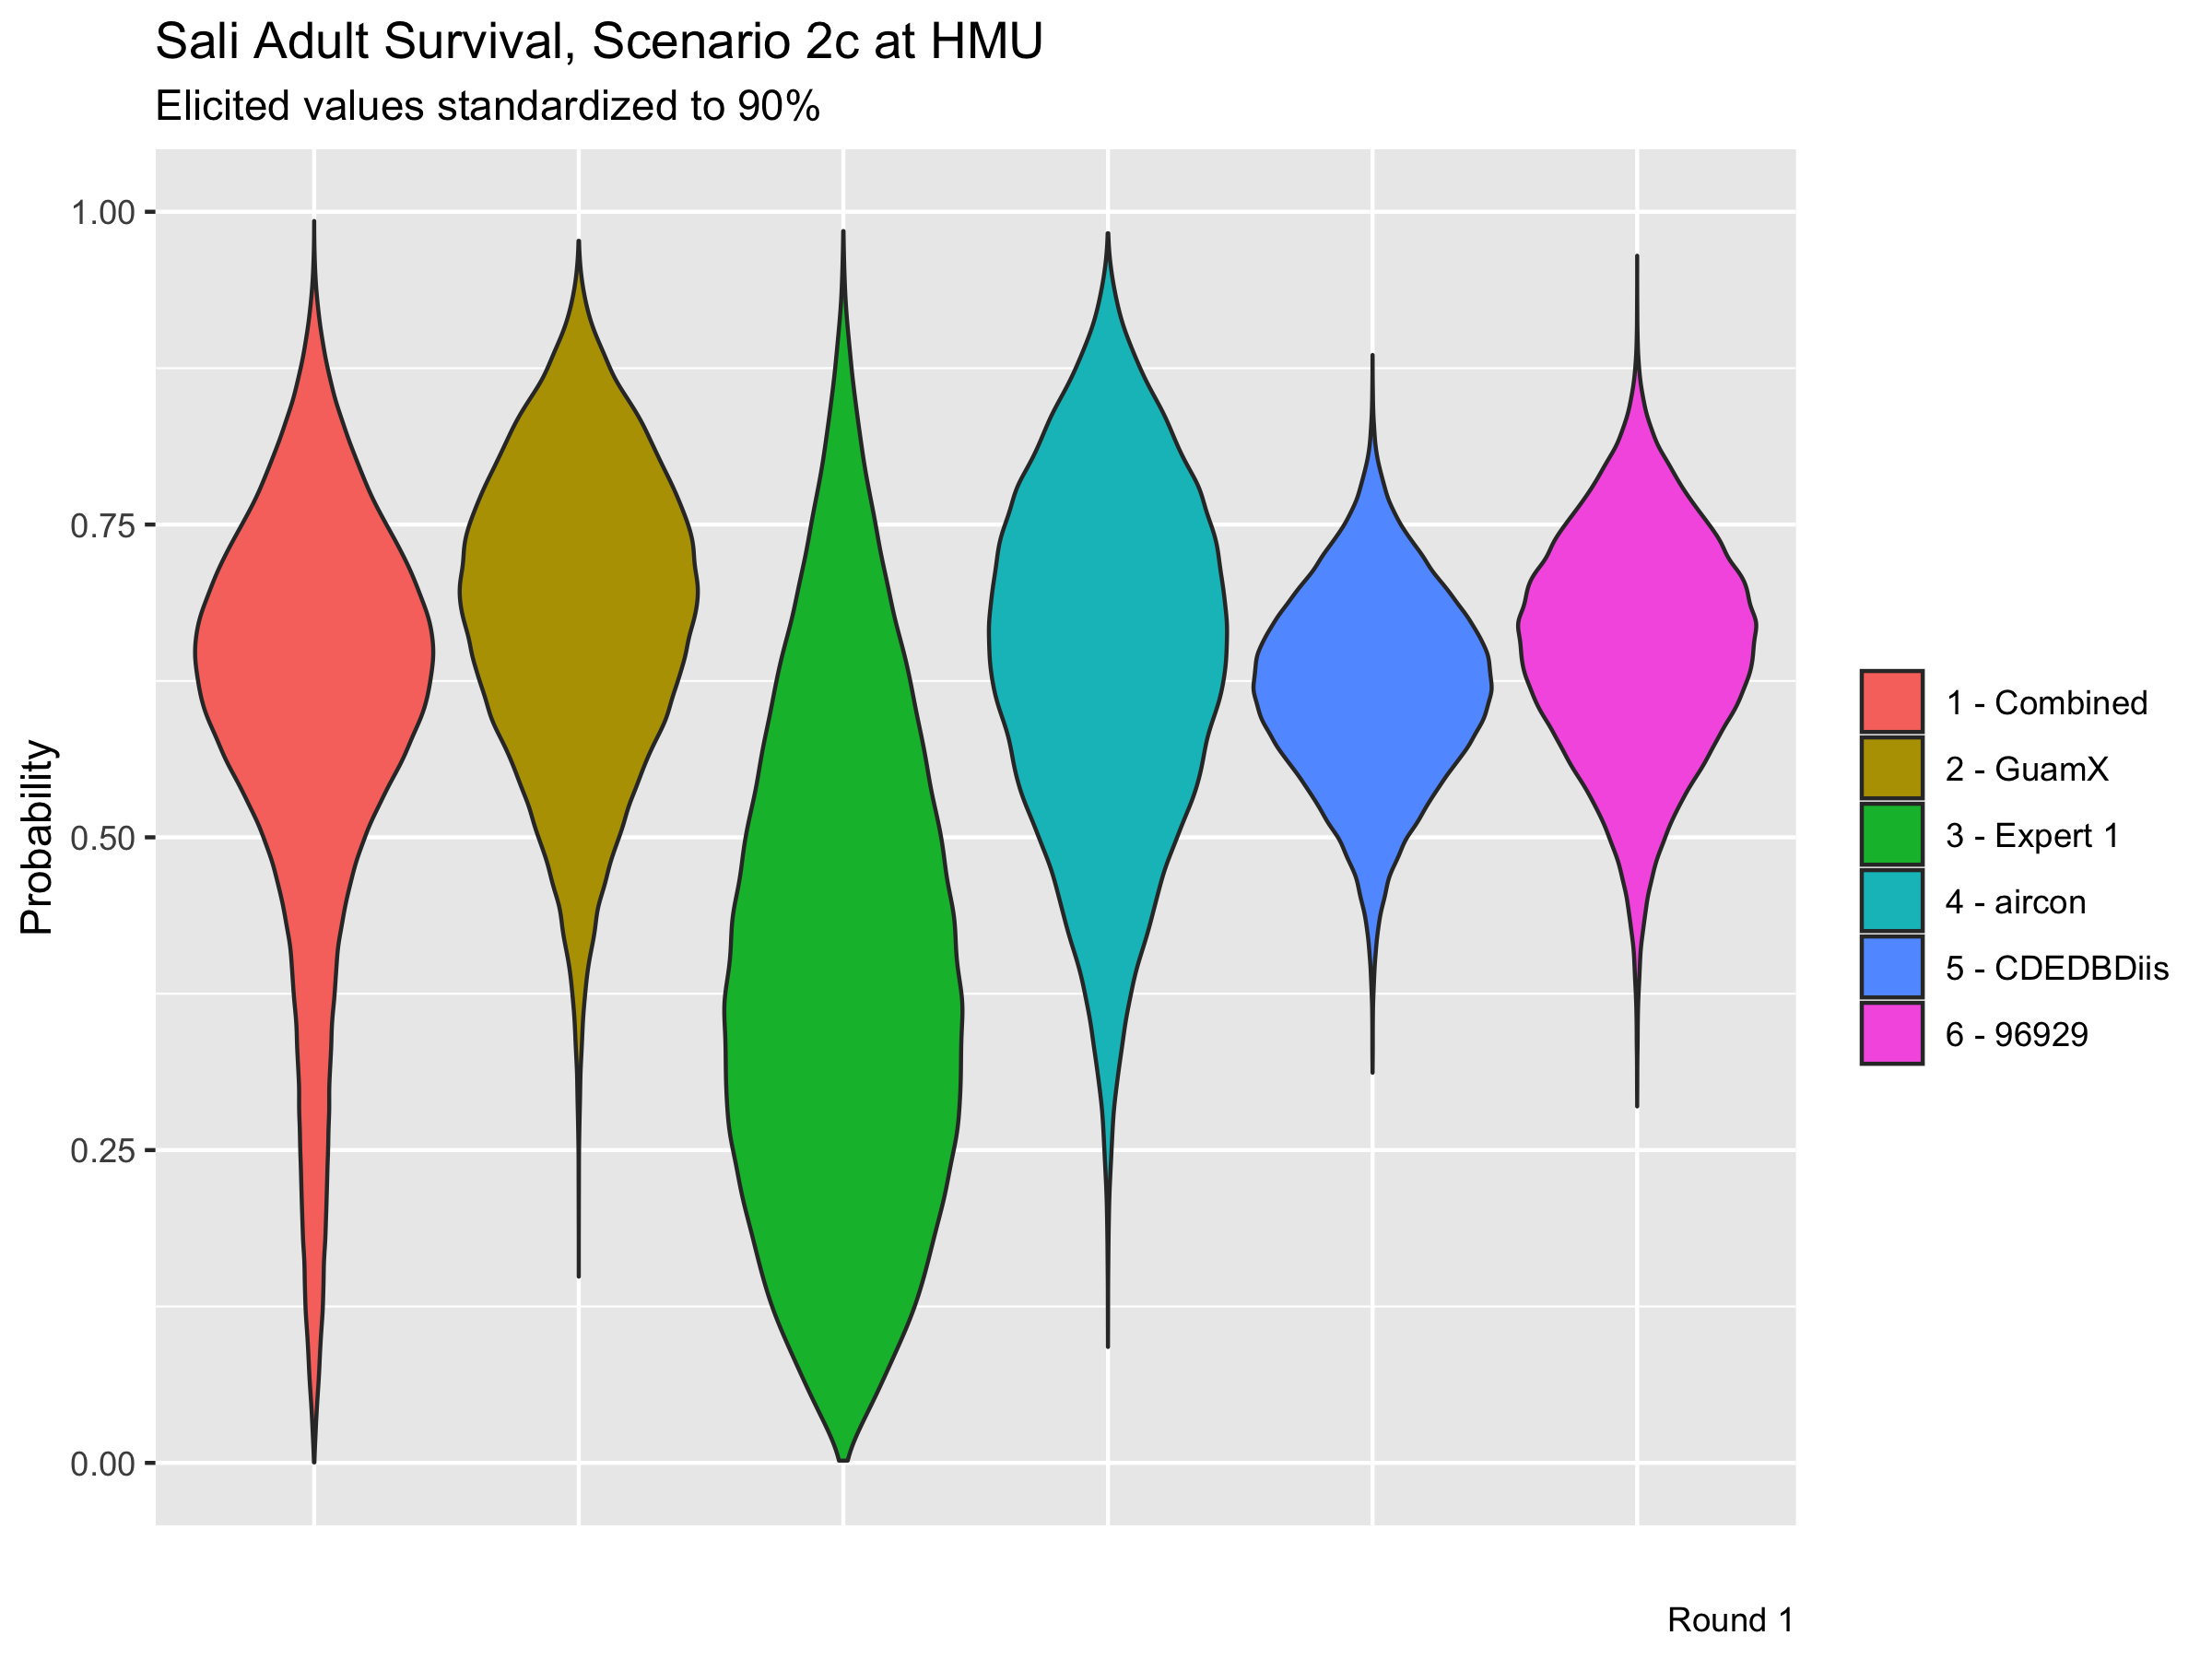 Sali Adult Survival, Scenario 2c at HMU
Elicited values standardized to 90%
1.00
0.75
0.50
0.25
0.00
Probability
1 - Combined
2 - GuamX
3 - Expert 1
4 - aircon
5 - CDEDBDiis
6 - 96929
Round 1